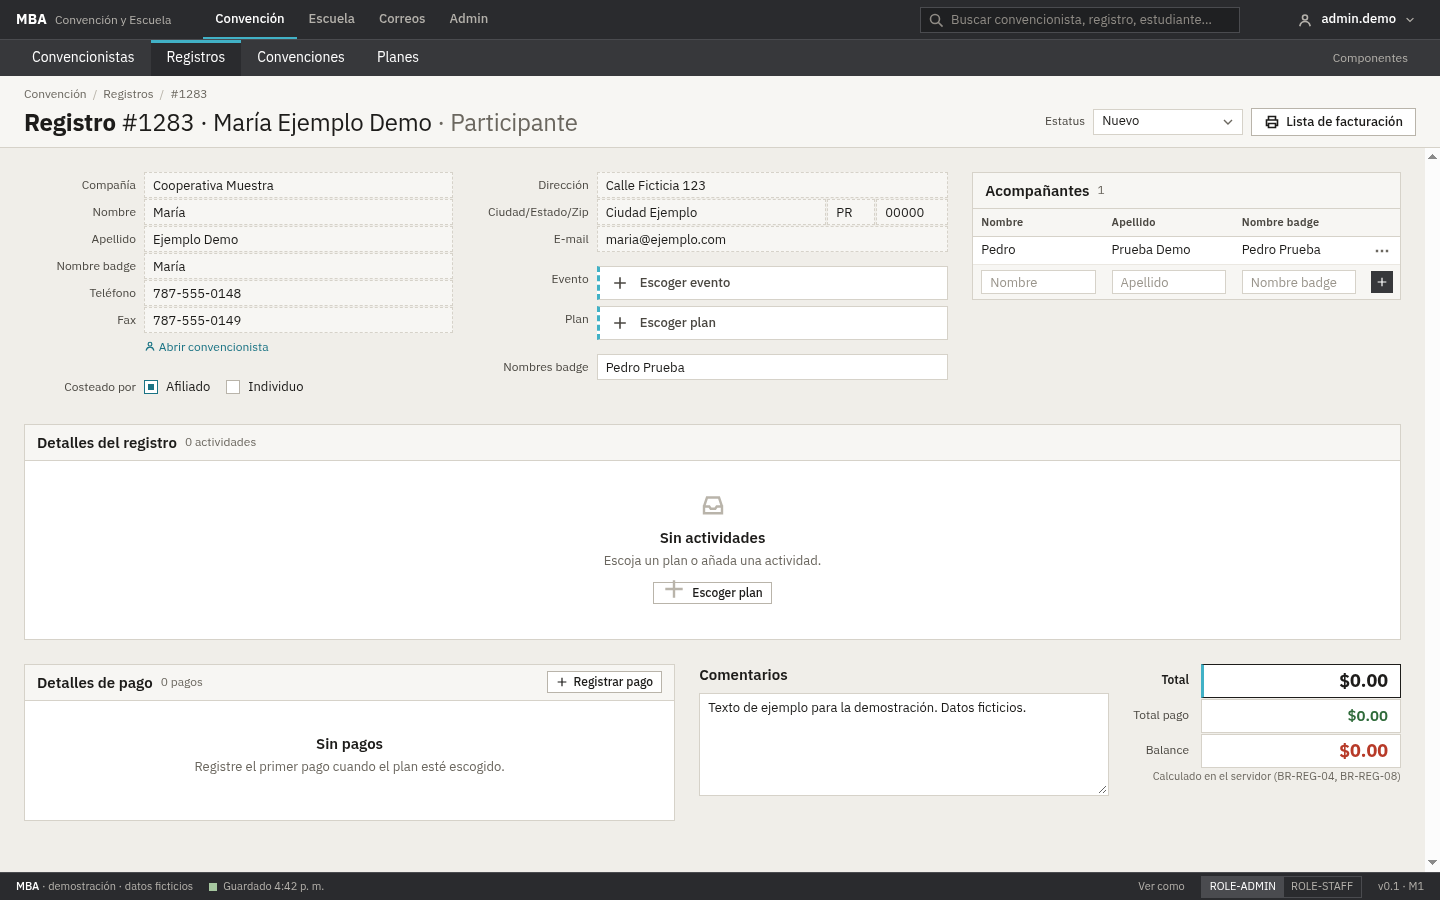 MBA Convención y Escuela Convención Escuela Correos Admin Buscar convencionista, registro, estudiante... admin.demo
Convencionistas Registros Convenciones Planes Componentes
Convención / Registros / #1283
Registro #1283 · María Ejemplo Demo · Participante Estatus Nuevo Lista de facturación
Compañía Cooperativa Muestra
Nombre María
Apellido Ejemplo Demo
Nombre badge María
Teléfono 787-555-0148
Fax 787-555-0149
Abrir convencionista
Costeado por Afiliado Individuo
Dirección Calle Ficticia 123
Ciudad/Estado/Zip Ciudad Ejemplo PR 00000
E-mail maria@ejemplo.com
Evento Escoger evento
Plan Escoger plan
Nombres badge Pedro Prueba
Acompañantes 1
Nombre Apellido Nombre badge
Pedro Prueba Demo Pedro Prueba
Nombre Apellido Nombre badge
Detalles del registro 0 actividades
Sin actividades
Escoja un plan o añada una actividad.
Escoger plan
Detalles de pago 0 pagos Registrar pago
Sin pagos
Registre el primer pago cuando el plan esté escogido.
Comentarios
Texto de ejemplo para la demostración. Datos ficticios.
Total $0.00
Total pago $0.00
Balance $0.00
Calculado en el servidor (BR-REG-04, BR-REG-08)
MBA · demostración · datos ficticios Guardado 4:42 p. m. Ver como ROLE-ADMIN ROLE-STAFF v0.1 · M1